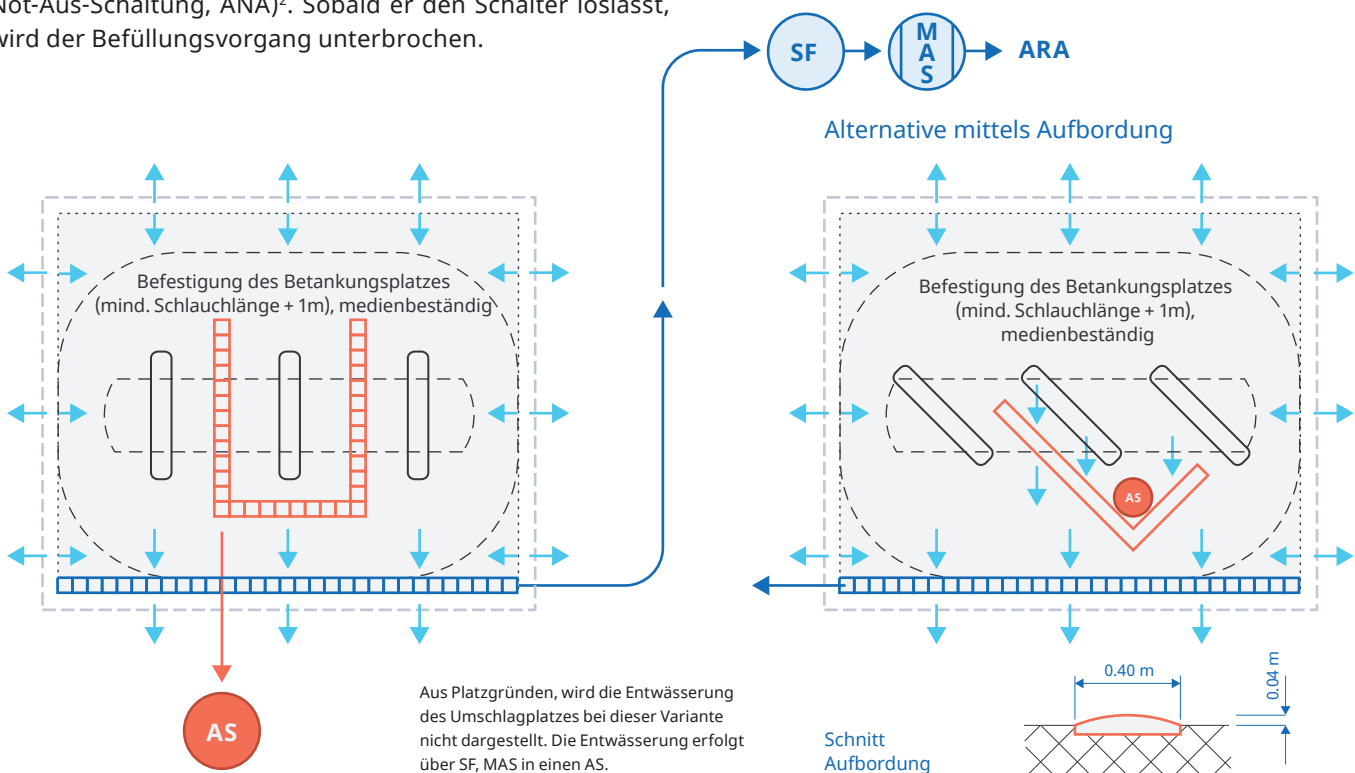 Not-Aus-Schaltung, ANA)². Sobald er den Schalter loslässt,
wird der Befüllungsvorgang unterbrochen.
SF
MAS
ARA
Alternative mittels Aufbordung
Befestigung des Betankungsplatzes
(mind. Schlauchlänge + 1m), medienbeständig
Befestigung des Betankungsplatzes
(mind. Schlauchlänge + 1m),
medienbeständig
AS
AS
Aus Platzgründen, wird die Entwässerung
des Umschlagplatzes bei dieser Variante
nicht dargestellt. Die Entwässerung erfolgt
über SF, MAS in einen AS.
Schnitt
Aufbordung
0.40 m
0.04 m